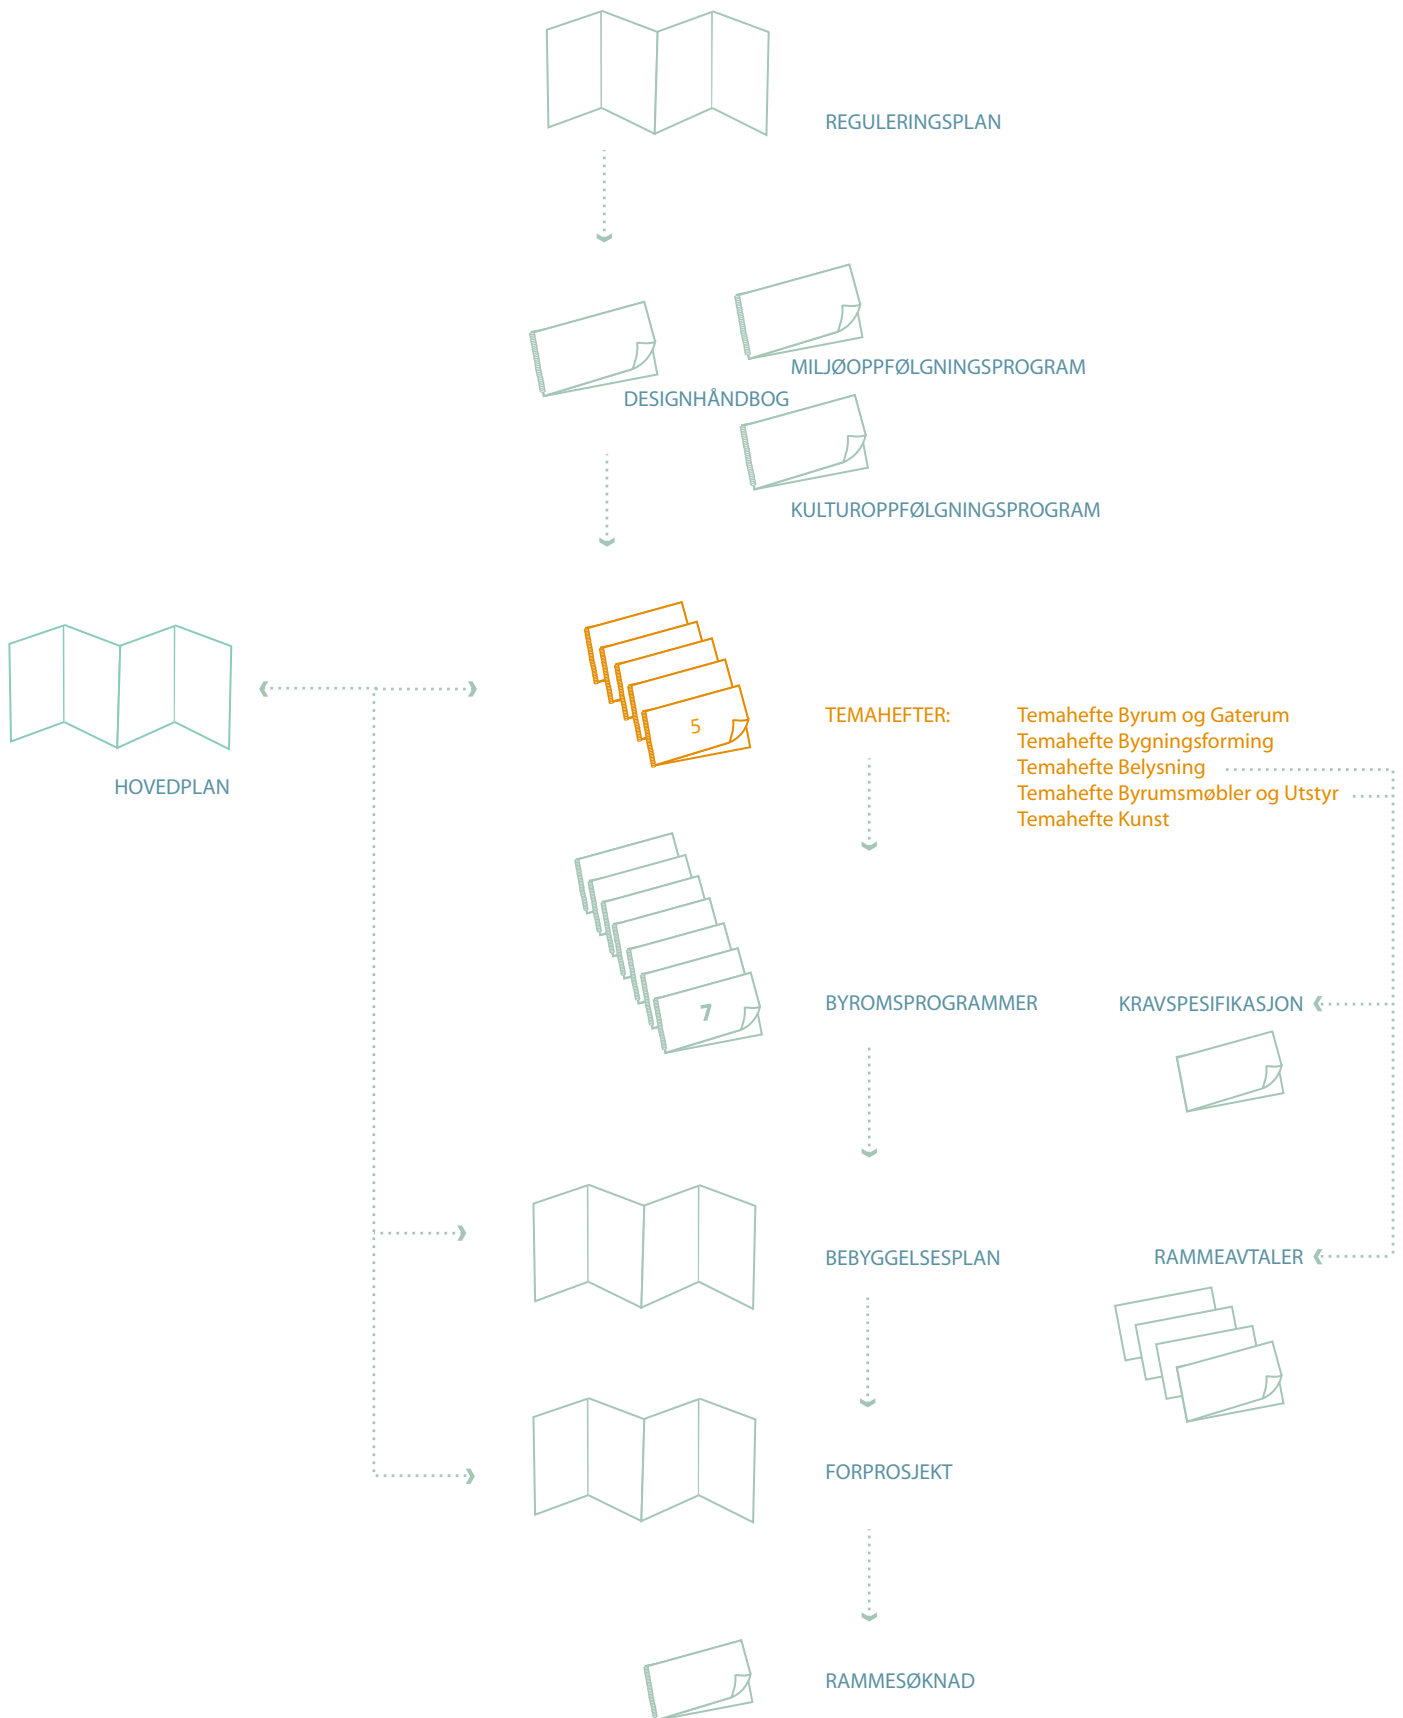 REGULERINGSPLAN
MILJØOPPFØLGNINGSPROGRAM
DESIGNHÅNDBOG
KULTUROPPFØLGNINGSPROGRAM
HOVEDPLAN
5
TEMAHEFTER:
Temahefte Byrum og Gaterum
Temahefte Bygningsforming
Temahefte Belysning
Temahefte Byrumsmøbler og Utstyr
Temahefte Kunst
7
BYROMSPROGRAMMER
KRAVSPESIFIKASJON
BEBYGGELSESPLAN
RAMMEAVTALER
FORPROSJEKT
RAMMESØKNAD